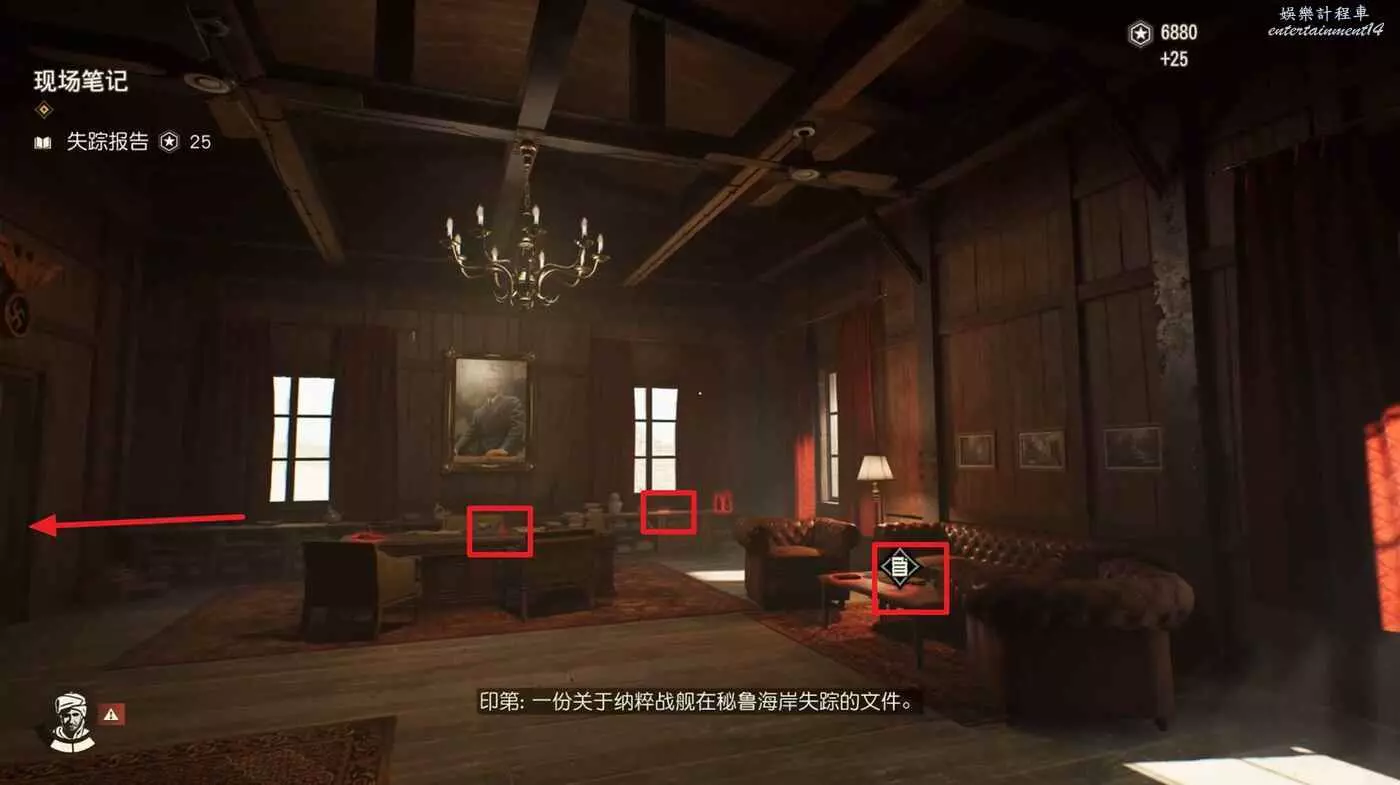 娛樂計程車
entertainment14
6880
+25
现场笔记
失踪报告 25
印第: 一份关于纳粹战舰在秘鲁海岸失踪的文件。